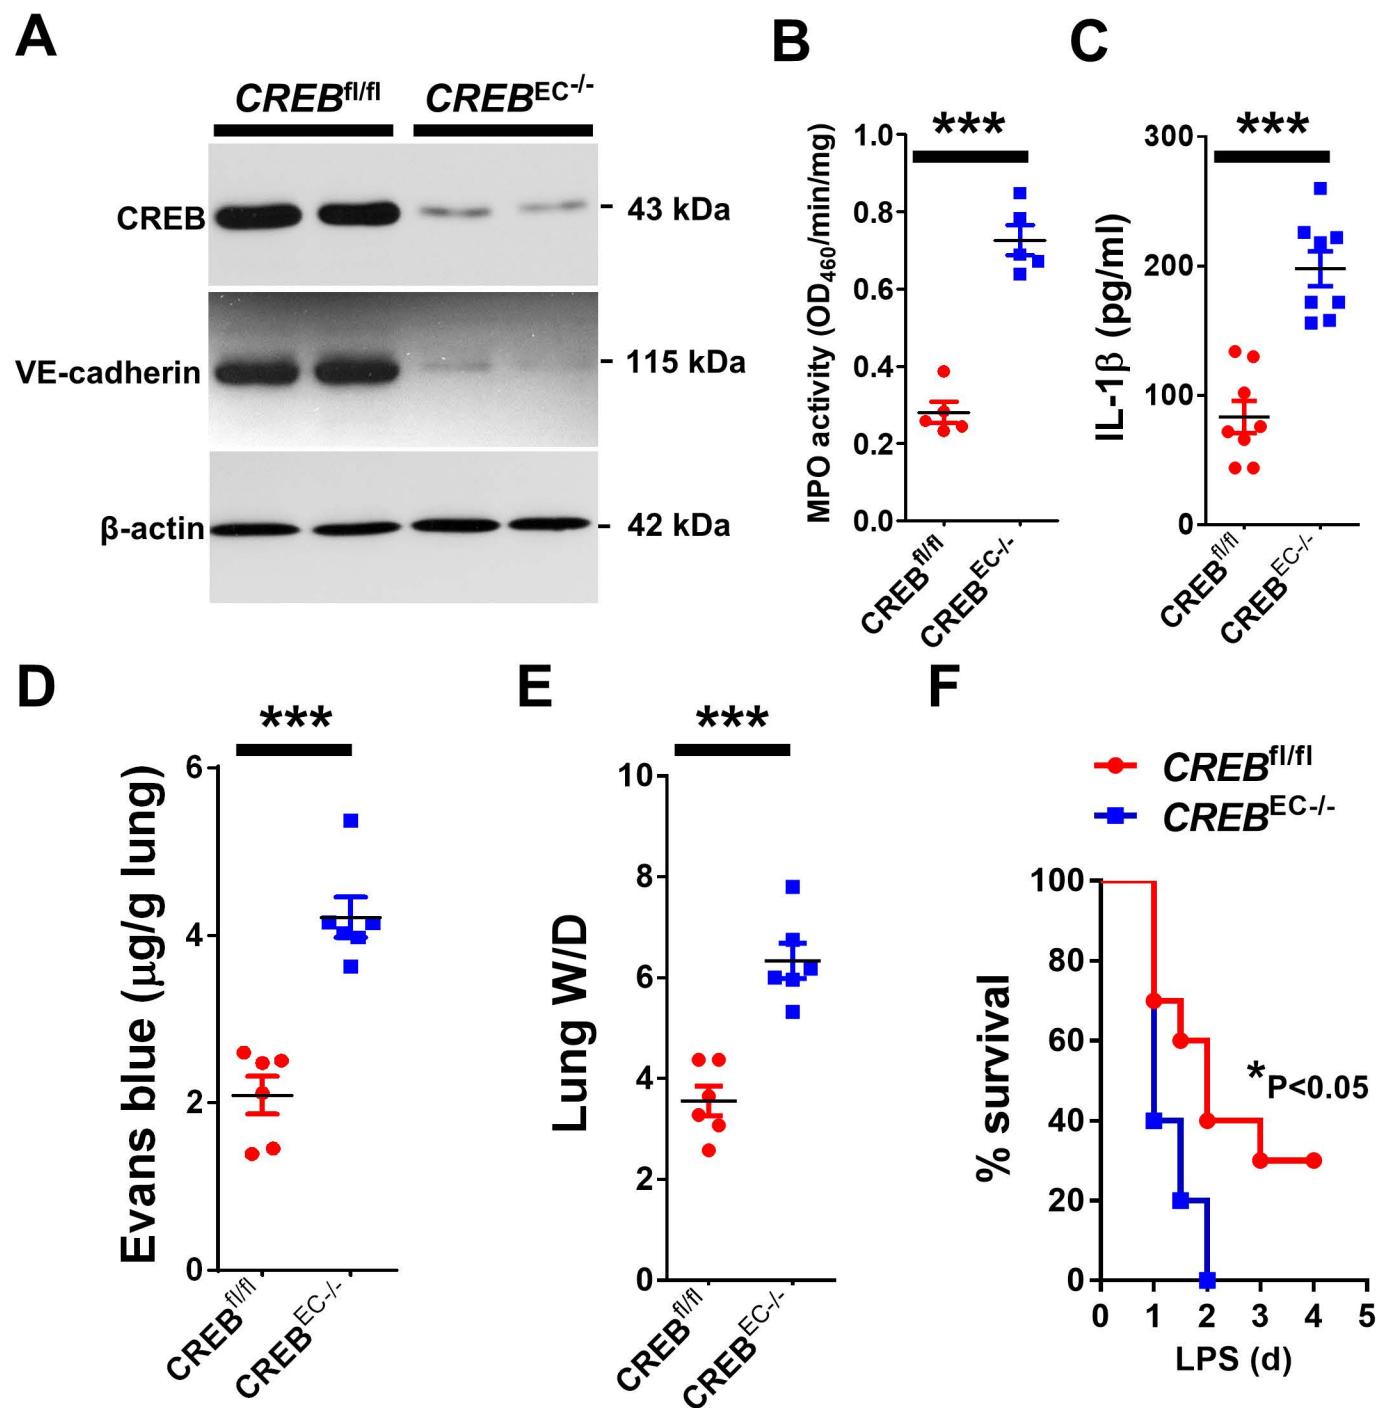 A
CREBfl/fl CREBEC-/-
CREB
- 43 kDa
VE-cadherin
- 115 kDa
β-actin
- 42 kDa
B
***
MPO activity (OD460/min/mg)
1.0
0.8
0.6
0.4
0.2
0.0
CREBfl/fl
CREBEC-/-
C
***
IL-1β (pg/ml)
300
200
100
0
CREBfl/fl
CREBEC-/-
D
***
Evans blue (μg/g lung)
6
4
2
0
CREBfl/fl
CREBEC-/-
E
***
Lung W/D
10
8
6
4
2
0
CREBfl/fl
CREBEC-/-
F
CREBfl/fl
CREBEC-/-
% survival
100
80
60
40
20
0
*P<0.05
0 1 2 3 4 5
LPS (d)